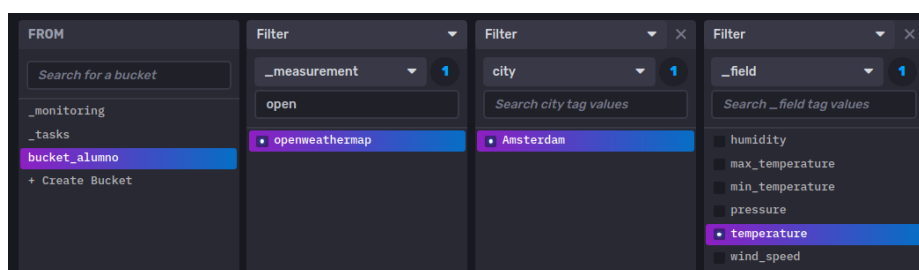 FROM
Search for a bucket
_monitoring
_tasks
bucket_alumno
+ Create Bucket
Filter
_measurement 1
open
openweathermap
Filter
city 1
Search city tag values
Amsterdam
Filter
_field 1
Search _field tag values
humidity
max_temperature
min_temperature
pressure
temperature
wind_speed